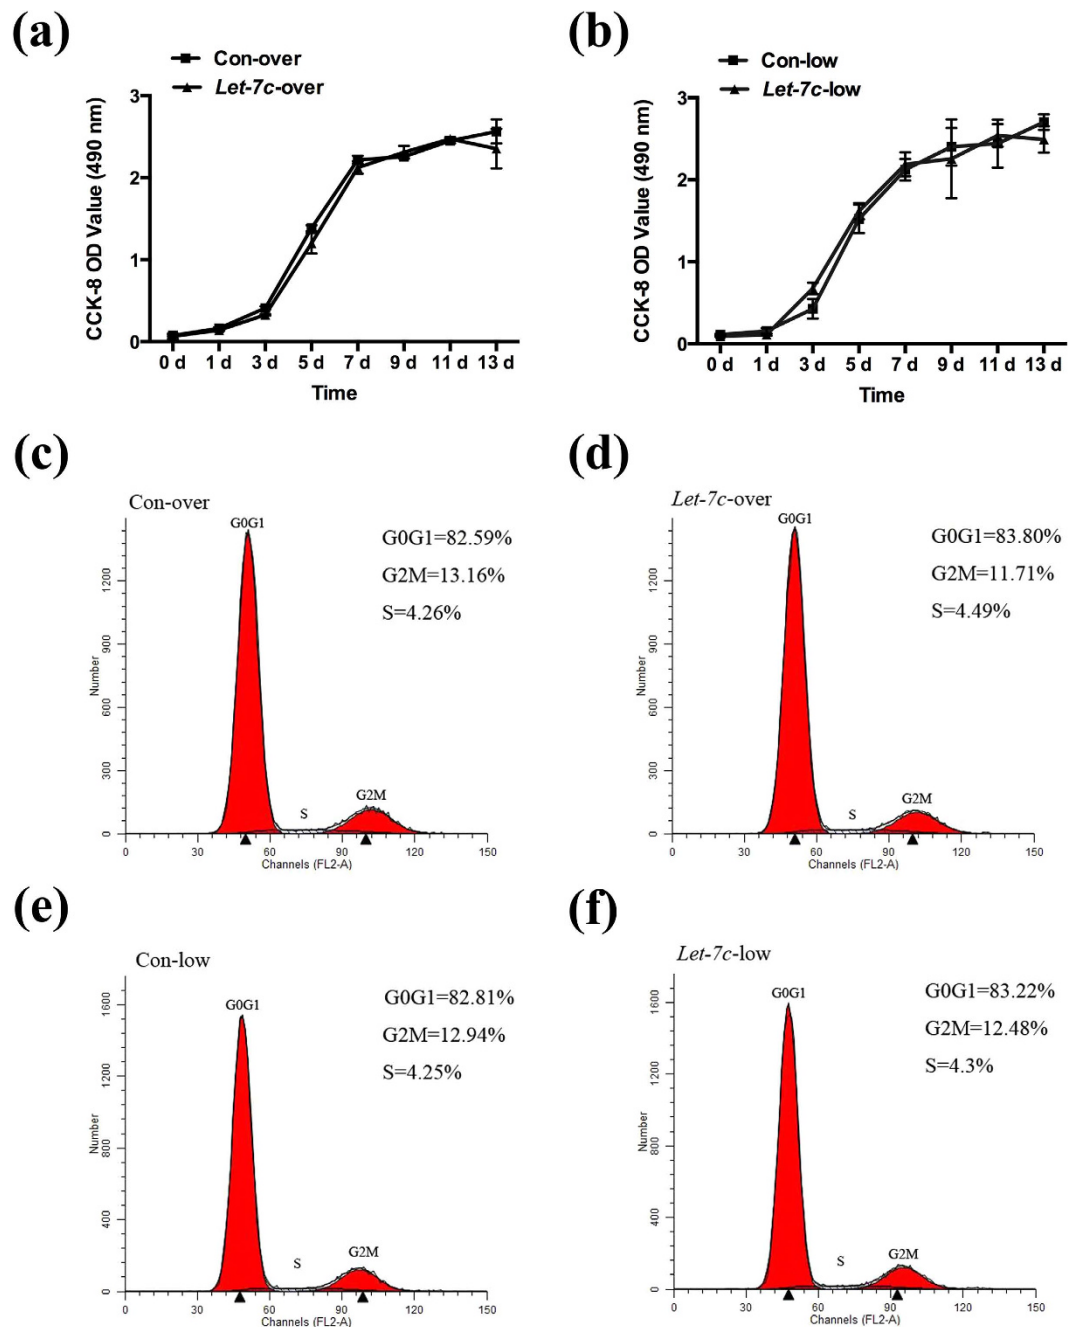 (a)
Con-over
Let-7c-over
CCK-8 OD Value (490 nm)
3
2
1
0
0 d 1 d 3 d 5 d 7 d 9 d 11 d 13 d
Time
(b)
Con-low
Let-7c-low
CCK-8 OD Value (490 nm)
3
2
1
0
0 d 1 d 3 d 5 d 7 d 9 d 11 d 13 d
Time
(c)
Con-over
G0G1
G0G1=82.59%
G2M=13.16%
S=4.26%
Number
1200
900
600
300
0
S
G2M
0 30 60 90 120 150
Channels (FL2-A)
(d)
Let-7c-over
G0G1
G0G1=83.80%
G2M=11.71%
S=4.49%
Number
1200
900
600
300
0
S
G2M
0 30 60 90 120 150
Channels (FL2-A)
(e)
Con-low
G0G1
G0G1=82.81%
G2M=12.94%
S=4.25%
Number
1600
1200
800
400
0
S
G2M
0 30 60 90 120 150
Channels (FL2-A)
(f)
Let-7c-low
G0G1
G0G1=83.22%
G2M=12.48%
S=4.3%
Number
1600
1200
800
400
0
S
G2M
0 30 60 90 120 150
Channels (FL2-A)